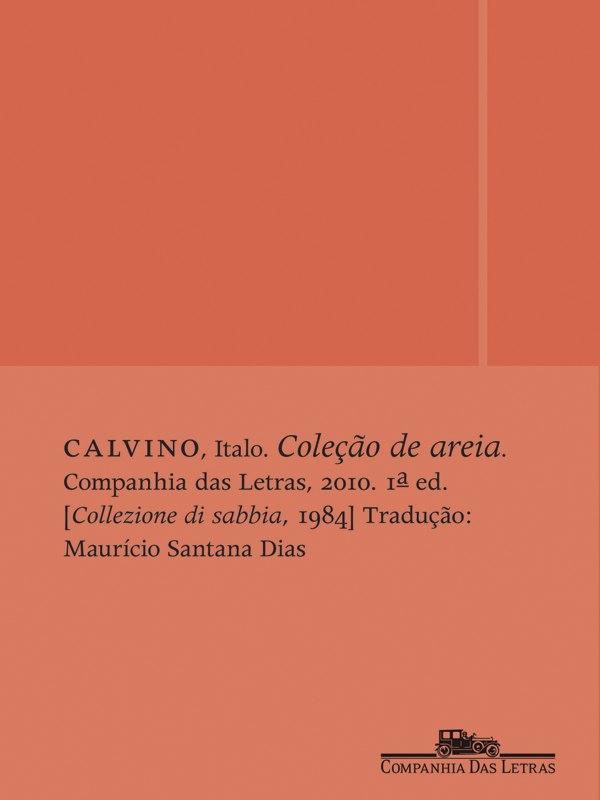 CALVINO, Italo. Coleção de areia.
Companhia das Letras, 2010. 1ª ed.
[Collezione di sabbia, 1984] Tradução:
Maurício Santana Dias
COMPANHIA DAS LETRAS